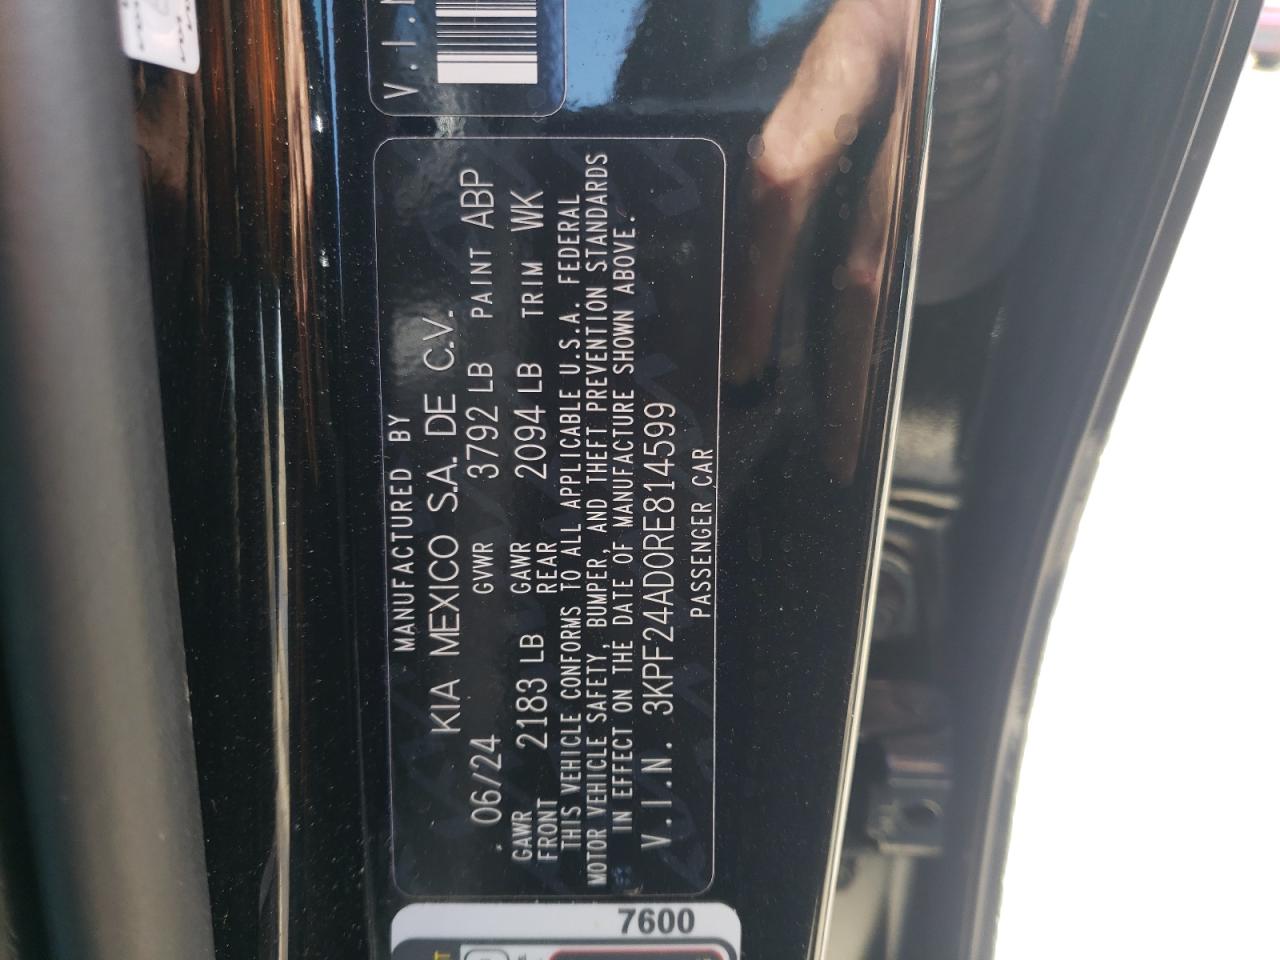 V.I.N
MANUFACTURED BY
KIA MEXICO S.A. DE C.V.
06/24 GVWR 3792 LB PAINT ABP
GAWR FRONT 2183 LB GAWR REAR 2094 LB TRIM WK
THIS VEHICLE CONFORMS TO ALL APPLICABLE U.S.A. FEDERAL
MOTOR VEHICLE SAFETY, BUMPER, AND THEFT PREVENTION STANDARDS
IN EFFECT ON THE DATE OF MANUFACTURE SHOWN ABOVE.
V.I.N. 3KPF24AD0RE814599
PASSENGER CAR
7600